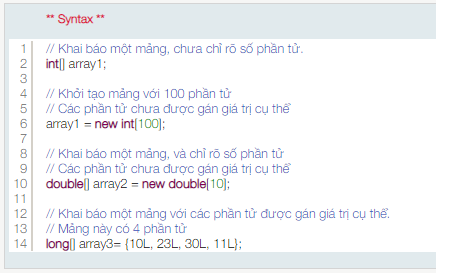 ** Syntax **
1 // Khai báo một mảng, chưa chỉ rõ số phần tử.
2 int[] array1;
3
4 // Khởi tạo mảng với 100 phần tử
5 // Các phần tử chưa được gán giá trị cụ thể
6 array1 = new int[100];
7
8 // Khai báo một mảng, và chỉ rõ số phần tử
9 // Các phần tử chưa được gán giá trị cụ thể
10 double[] array2 = new double[10];
11
12 // Khai báo một mảng với các phần tử được gán giá trị cụ thể.
13 // Mảng này có 4 phần tử
14 long[] array3= {10L, 23L, 30L, 11L};